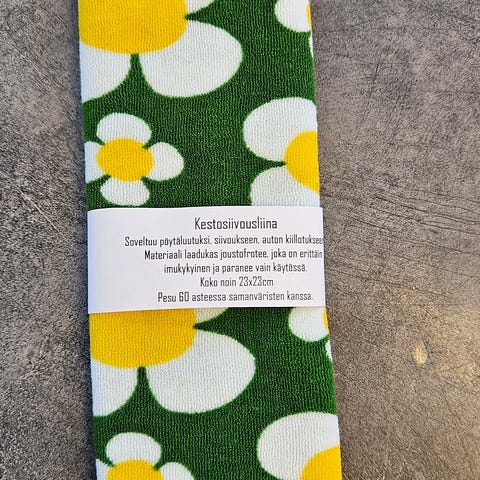 Kestosiivousliina
Soveltuu pöytäluutuksi, siivoukseen, auton kiillotukseen
Materiaali laadukas joustofrotee, joka on erittäin
imukykyinen ja paranee vain käytössä.
Koko noin 23x23cm
Pesu 60 asteessa samanväristen kanssa.